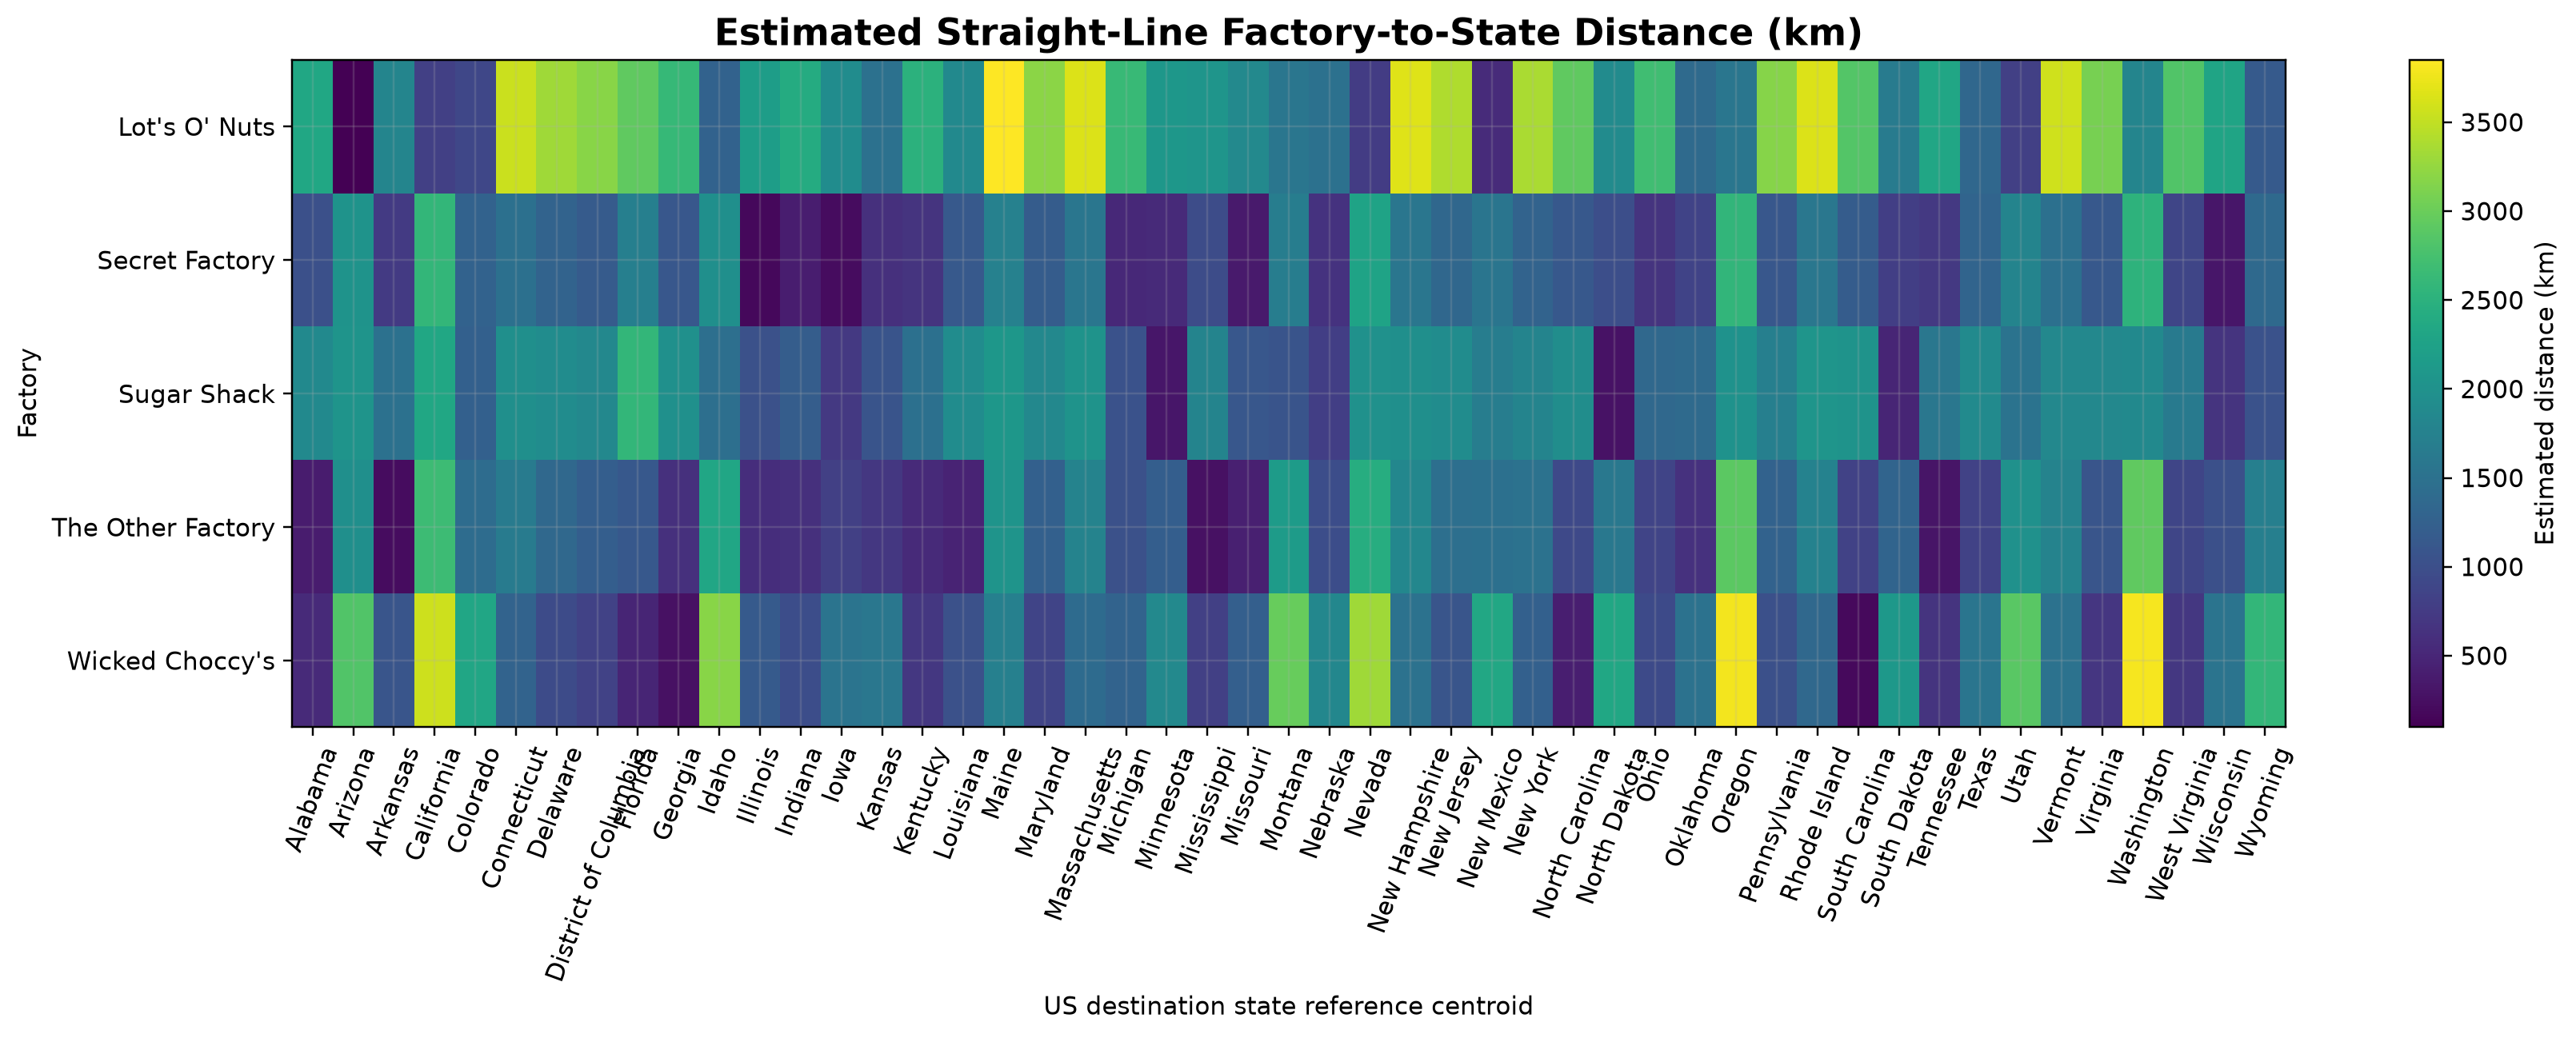 Estimated Straight-Line Factory-to-State Distance (km)
Factory
Lot's O' Nuts
Secret Factory
Sugar Shack
The Other Factory
Wicked Choccy's
Alabama
Arizona
Arkansas
California
Colorado
Connecticut
Delaware
District of Columbia
Florida
Georgia
Idaho
Illinois
Indiana
Iowa
Kansas
Kentucky
Louisiana
Maine
Maryland
Massachusetts
Michigan
Minnesota
Mississippi
Missouri
Montana
Nebraska
Nevada
New Hampshire
New Jersey
New Mexico
New York
North Carolina
North Dakota
Ohio
Oklahoma
Oregon
Pennsylvania
Rhode Island
South Carolina
South Dakota
Tennessee
Texas
Utah
Vermont
Virginia
Washington
West Virginia
Wisconsin
Wyoming
US destination state reference centroid
3500
3000
2500
2000
1500
1000
500
Estimated distance (km)